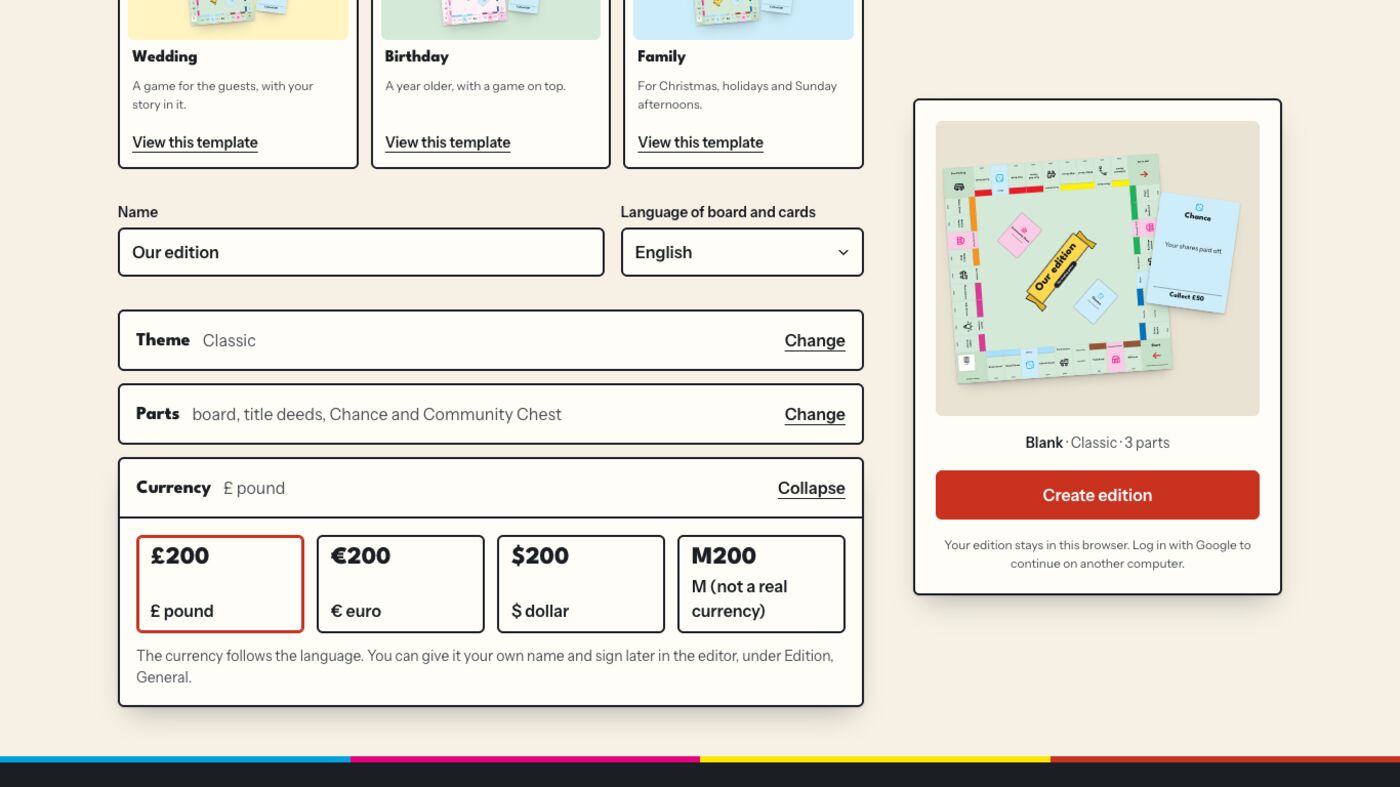 Wedding
A game for the guests, with your
story in it.
View this template
Birthday
A year older, with a game on top.
View this template
Family
For Christmas, holidays and Sunday
afternoons.
View this template
Name
Our edition
Language of board and cards
English
Theme Classic
Change
Parts board, title deeds, Chance and Community Chest
Change
Currency £ pound
Collapse
£200
£ pound
€200
€ euro
$200
$ dollar
M200
M (not a real
currency)
The currency follows the language. You can give it your own name and sign later in the editor, under Edition,
General.
Our edition
Chance
Your shares paid off.
Collect £50
Start
Blank · Classic · 3 parts
Create edition
Your edition stays in this browser. Log in with Google to
continue on another computer.